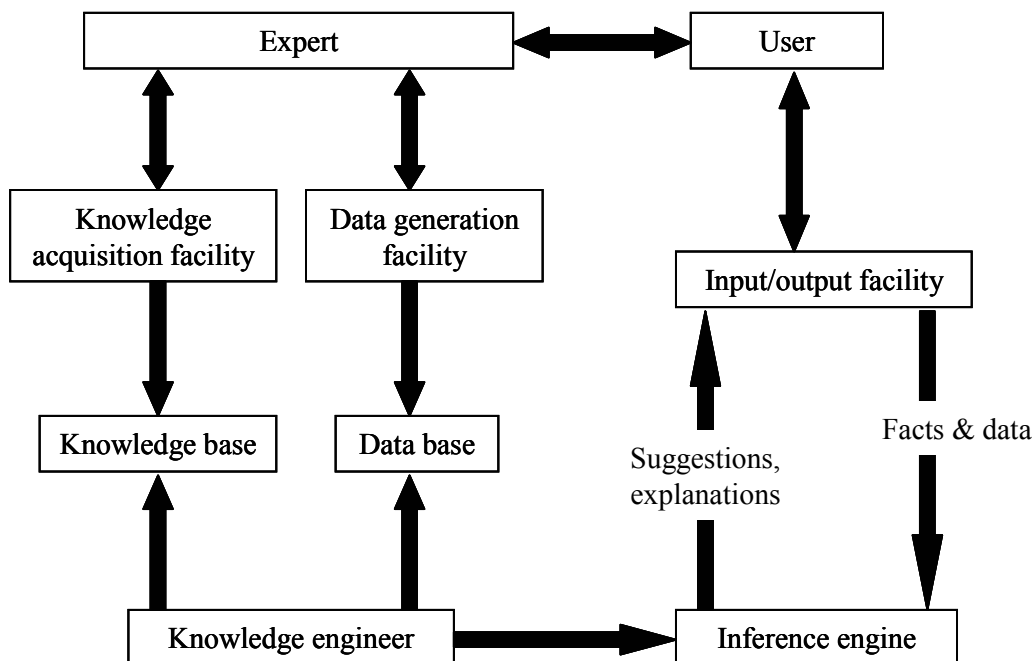 Expert
User
Knowledge
acquisition facility
Data generation
facility
Input/output facility
Knowledge base
Data base
Suggestions,
explanations
Facts & data
Knowledge engineer
Inference engine